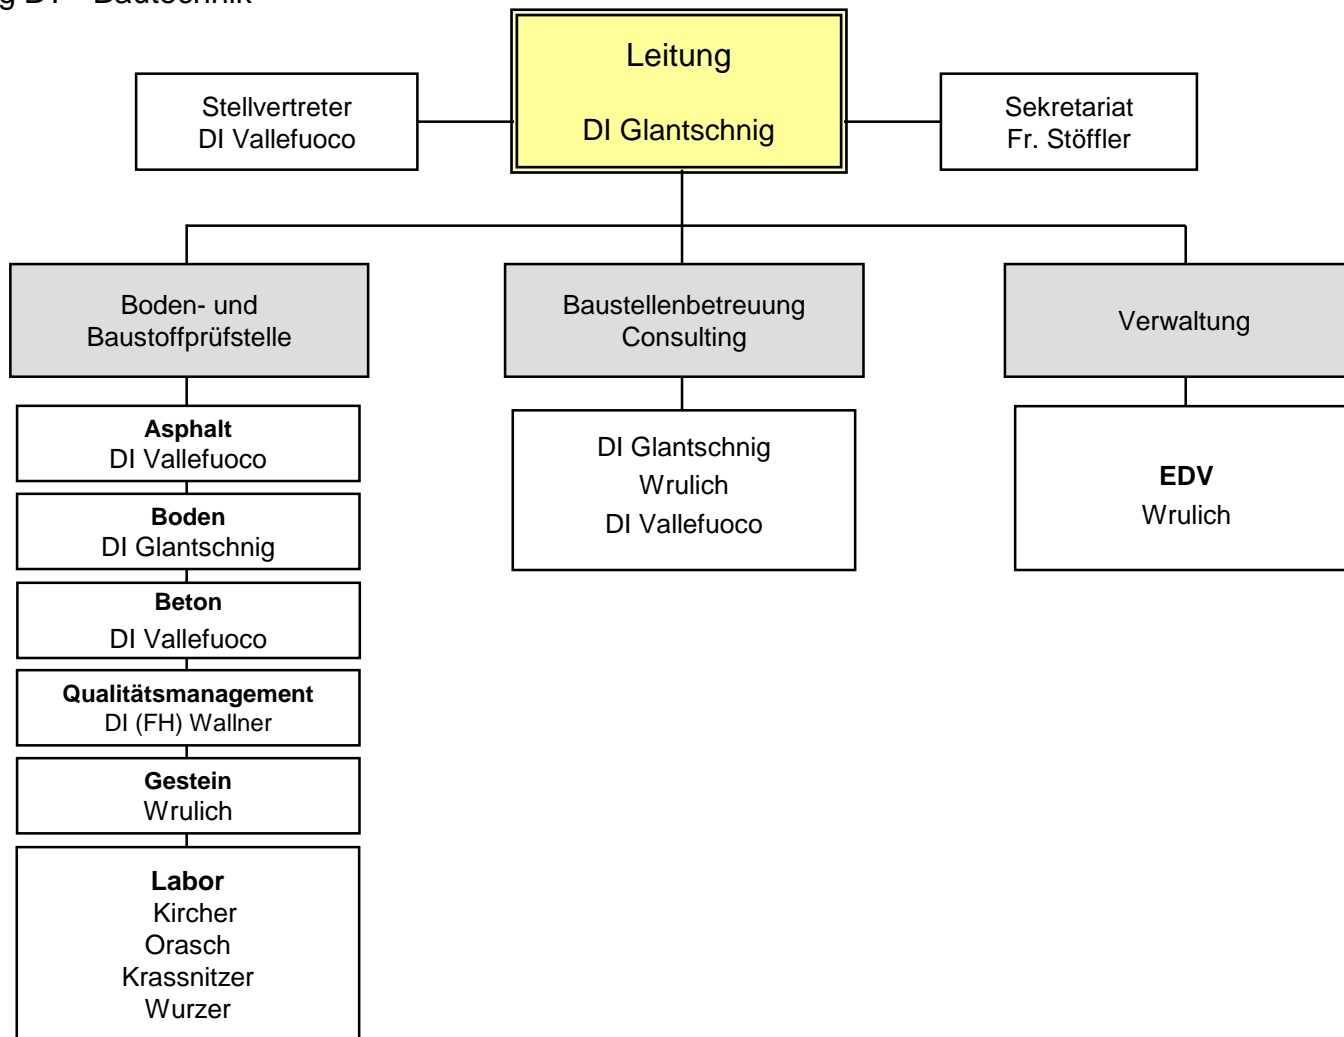 Bautechnik
Leitung
DI Glantschnig
Stellvertreter
DI Vallefuoco
Sekretariat
Fr. Stöffler
Boden- und
Baustoffprüfstelle
Baustellenbetreuung
Consulting
Verwaltung
Asphalt
DI Vallefuoco
Boden
DI Glantschnig
Beton
DI Vallefuoco
Qualitätsmanagement
DI (FH) Wallner
Gestein
Wrulich
Labor
Kircher
Orasch
Krassnitzer
Wurzer
DI Glantschnig
Wrulich
DI Vallefuoco
EDV
Wrulich